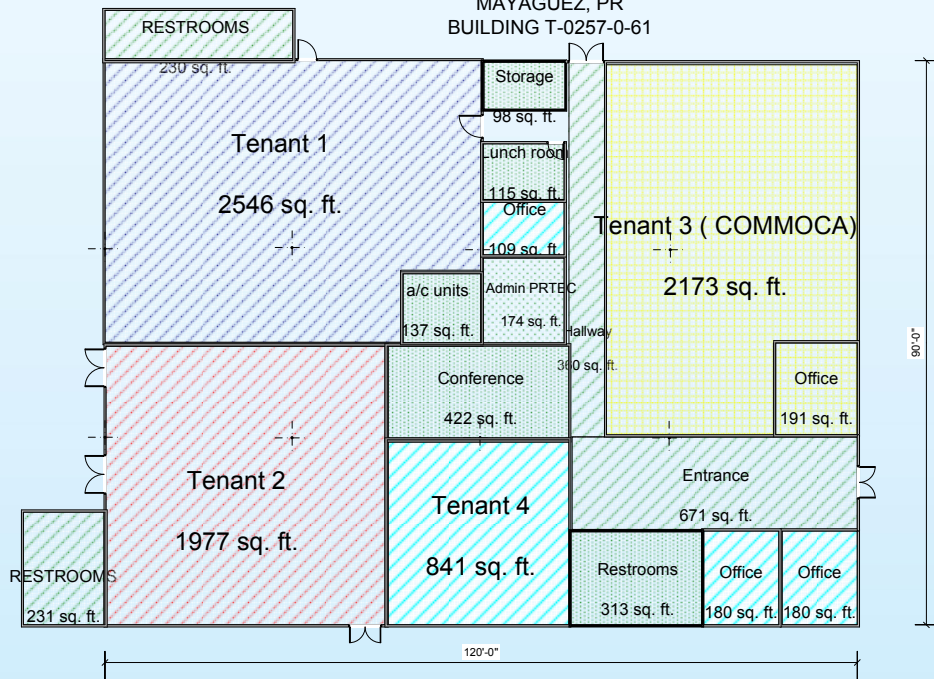 MAYAGUEZ, PR
BUILDING T-0257-0-61
RESTROOMS
230 sq. ft.
Storage
98 sq. ft.
Tenant 1
2546 sq. ft.
Lunch room
115 sq. ft.
Office
109 sq. ft.
Tenant 3 ( COMMOCA)
2173 sq. ft.
a/c units
137 sq. ft.
Admin PRTEC
174 sq. ft.
Hallway
360 sq. ft.
90'-0"
Conference
422 sq. ft.
Office
191 sq. ft.
Tenant 2
1977 sq. ft.
Tenant 4
841 sq. ft.
Entrance
671 sq. ft.
RESTROOMS
231 sq. ft.
Restrooms
313 sq. ft.
Office
180 sq. ft.
Office
180 sq. ft.
120'-0"